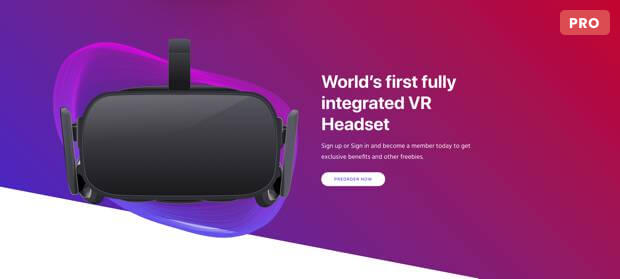 PRO
World's first fully
integrated VR
Headset
Sign up or Sign in and become a member today to get
exclusive benefits and other freebies.
PREORDER NOW